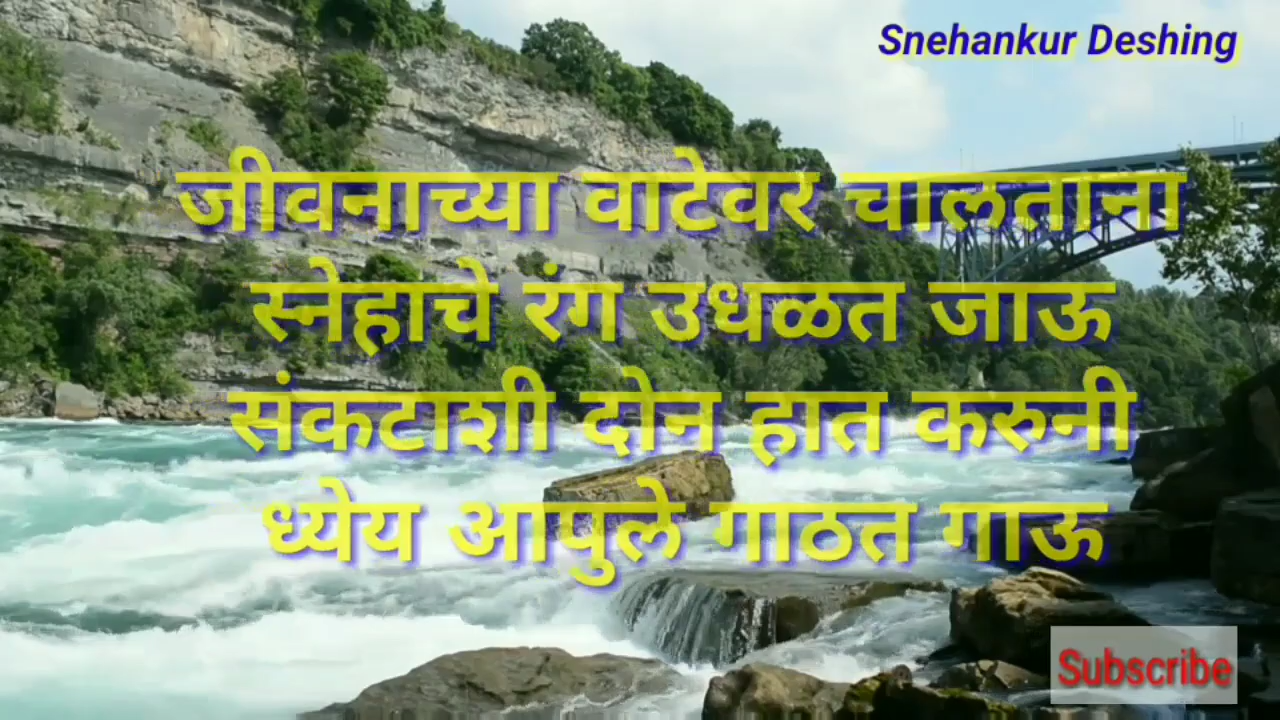 Snehankur Deshing
जीवनाच्या वाटेवर चालताना
स्नेहाचे रंग उधळत जाऊ
संकटाशी दोन हात करुनी
ध्येय आपुले गाठत गाऊ
Subscribe